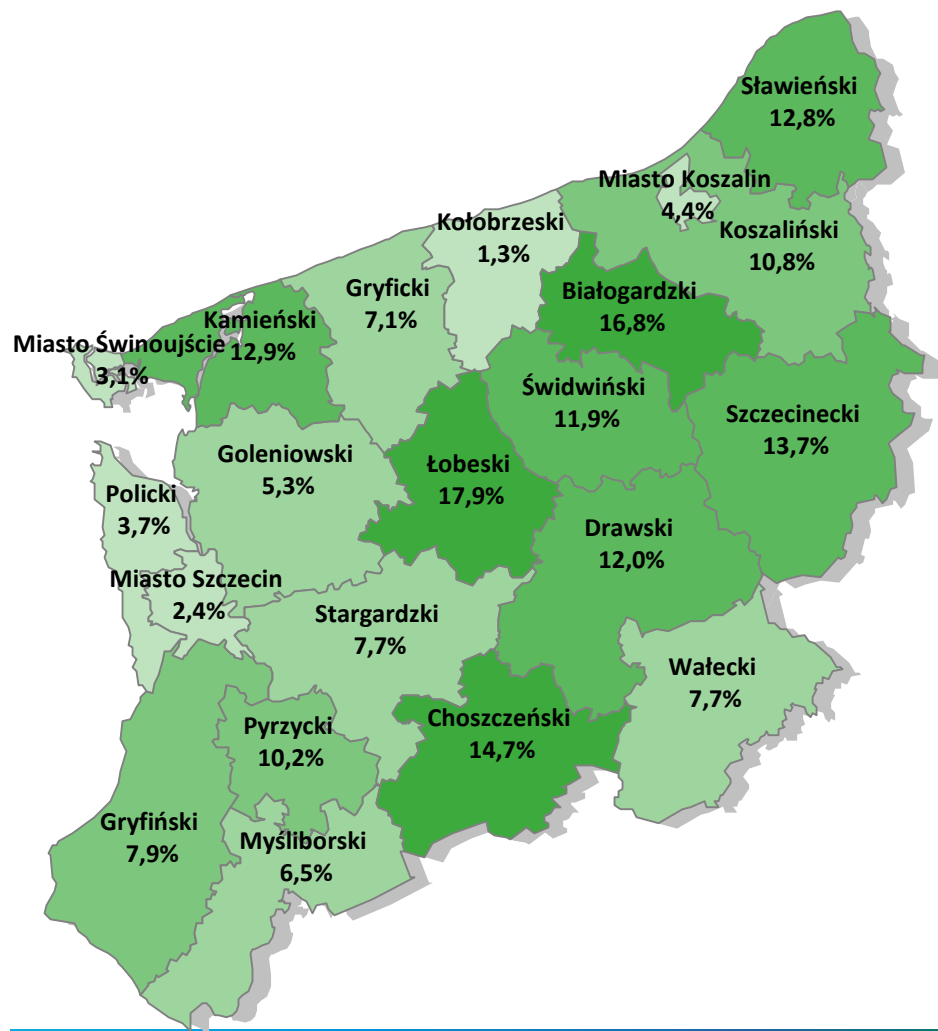 Sławieński
12,8%
Miasto Koszalin
4,4%
Kołobrzeski
1,3%
Koszaliński
10,8%
Gryficki
7,1%
Białogardzki
16,8%
Kamieński
12,9%
Miasto Świnoujście
3,1%
Świdwiński
11,9%
Szczecinecki
13,7%
Goleniowski
5,3%
Łobeski
17,9%
Policki
3,7%
Drawski
12,0%
Miasto Szczecin
2,4%
Stargardzki
7,7%
Wałecki
7,7%
Choszczeński
14,7%
Pyrzycki
10,2%
Gryfiński
7,9%
Myśliborski
6,5%